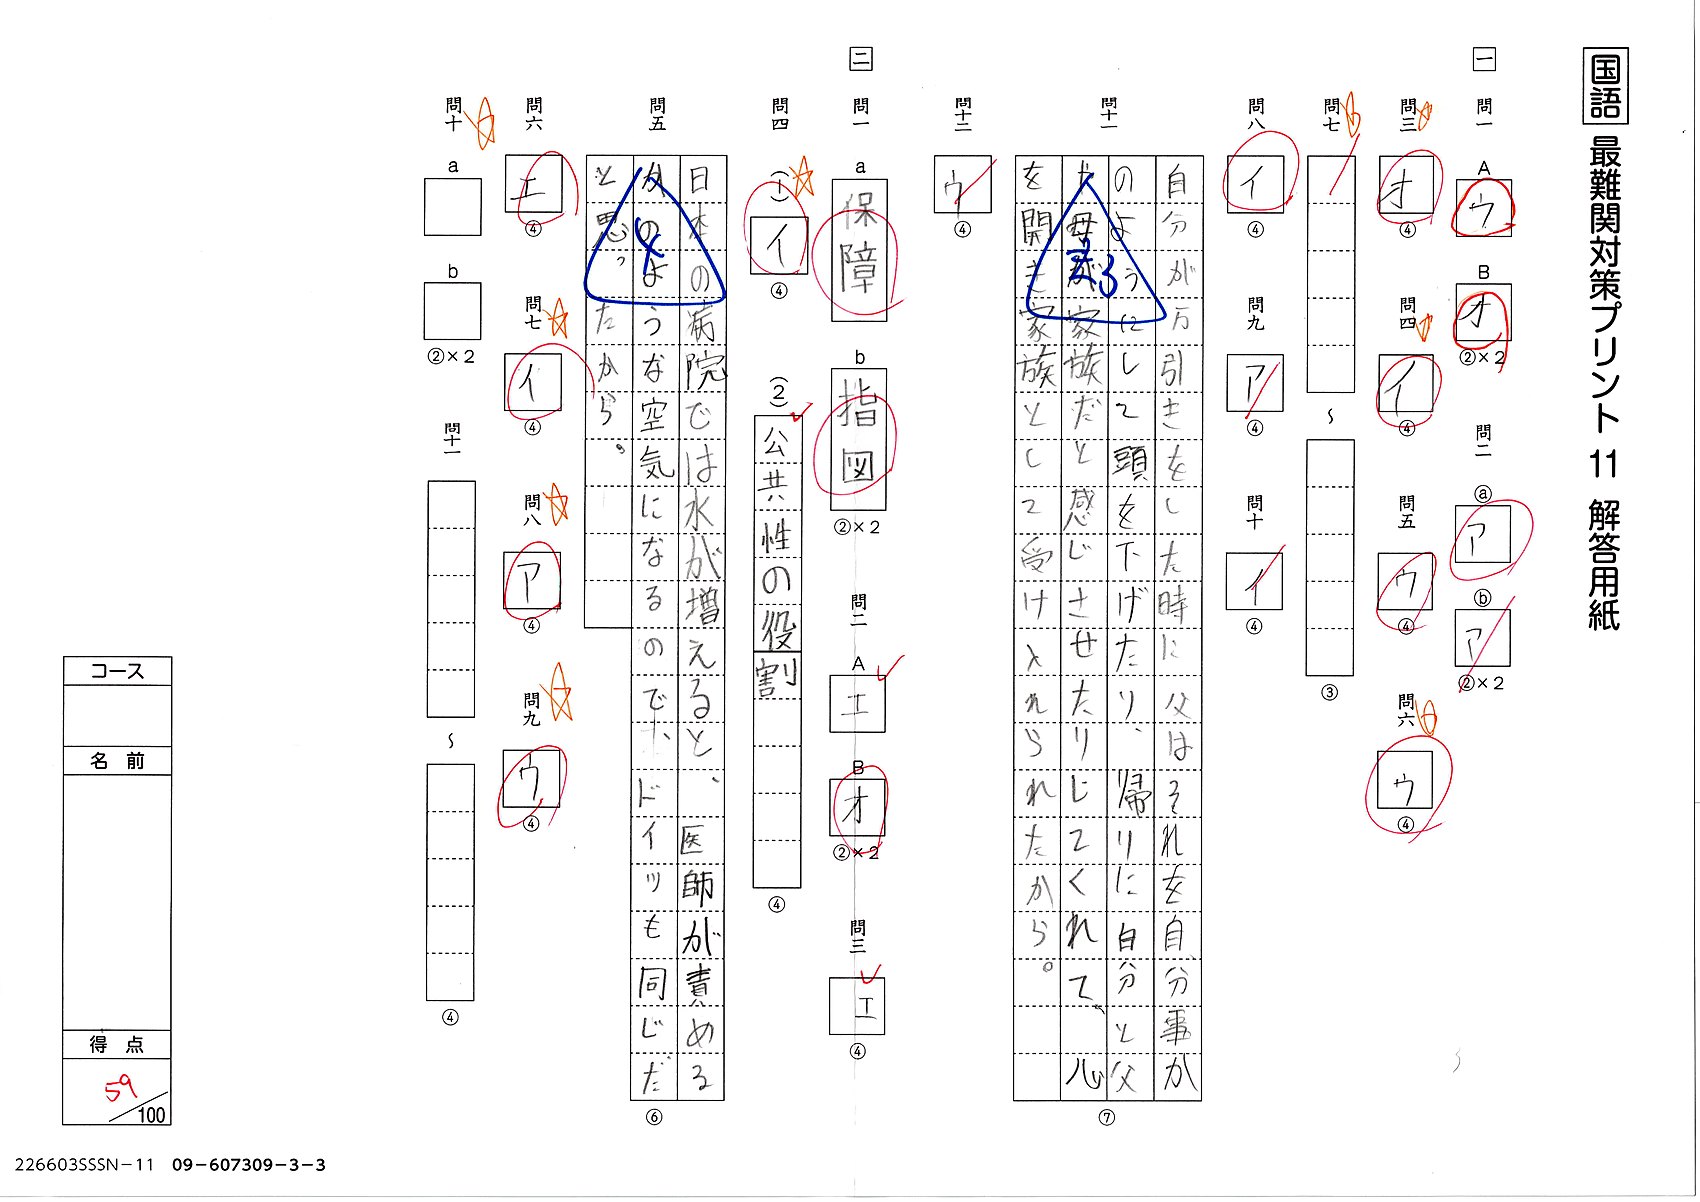 国語 最難関対策プリント 11 解答用紙
一
問一
A
ウ
B
オ
②×2
問二
ⓐ
ア
ⓑ
ア
②×2
問三
オ
④
問四
イ
④
問五
ウ
④
問六
ウ
④
問七
〜
③
問八
イ
④
問九
ア
④
問十
イ
④
問十一
自分が万引きをした時に父はそれを自分事か
のようにして頭を下げたり、帰りに自分と父
母が家族だと感じさせたりしてくれて、心
を開き家族として受け入れられたから。
3
⑦
問十二
ウ
④
二
問一
a
保障
b
指図
②×2
問二
A
エ
B
オ
②×2
問三
エ
④
問四
(1)
イ
④
(2)
公共性の役割
④
問五
日本の病院では水が増えると、医師が責める
かのような空気になるのでドイツも同じだ
と思ったから。
4
⑥
問六
エ
④
問七
イ
④
問八
ア
④
問九
ウ
④
問十
a
b
②×2
問十一
〜
④
コース
名前
得点
59
100
226603SSSN−11 09−607309−3−3